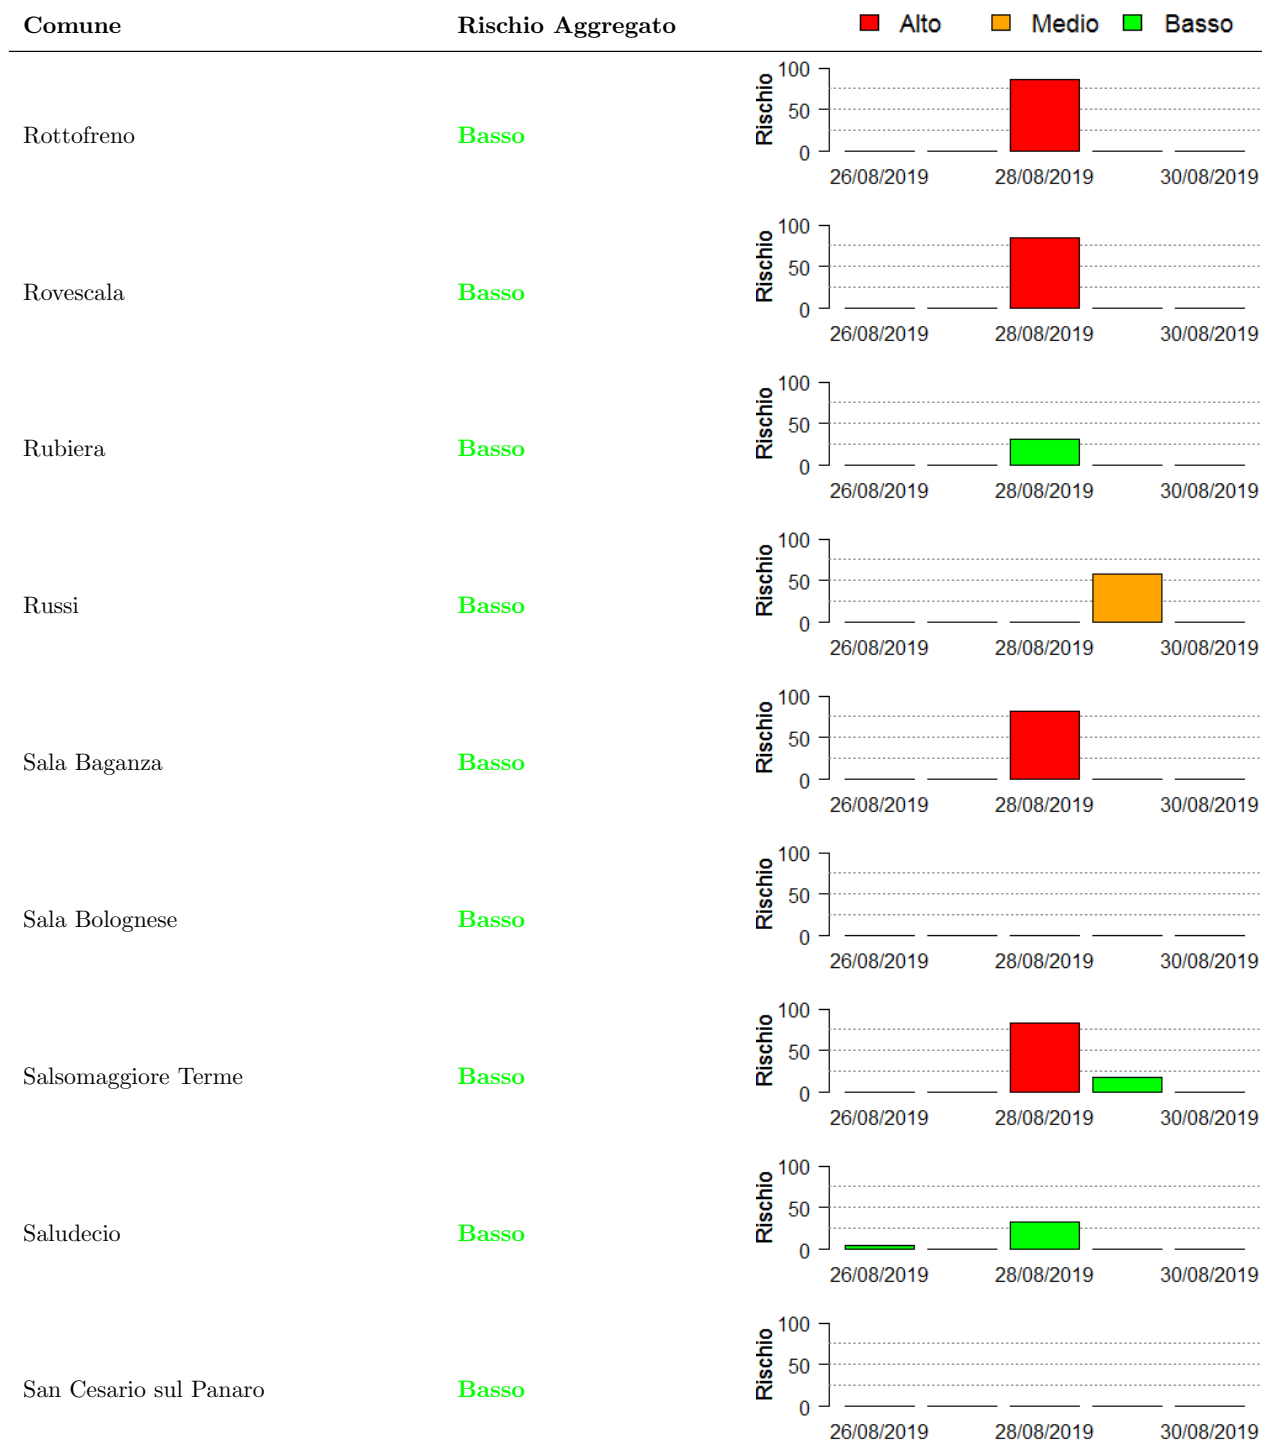 Comune Rischio Aggregato Alto Medio Basso
Rottofreno Basso
Rischio
100
50
0
26/08/2019 28/08/2019 30/08/2019
Rovescala Basso
Rischio
100
50
0
26/08/2019 28/08/2019 30/08/2019
Rubiera Basso
Rischio
100
50
0
26/08/2019 28/08/2019 30/08/2019
Russi Basso
Rischio
100
50
0
26/08/2019 28/08/2019 30/08/2019
Sala Baganza Basso
Rischio
100
50
0
26/08/2019 28/08/2019 30/08/2019
Sala Bolognese Basso
Rischio
100
50
0
26/08/2019 28/08/2019 30/08/2019
Salsomaggiore Terme Basso
Rischio
100
50
0
26/08/2019 28/08/2019 30/08/2019
Saludecio Basso
Rischio
100
50
0
26/08/2019 28/08/2019 30/08/2019
San Cesario sul Panaro Basso
Rischio
100
50
0
26/08/2019 28/08/2019 30/08/2019